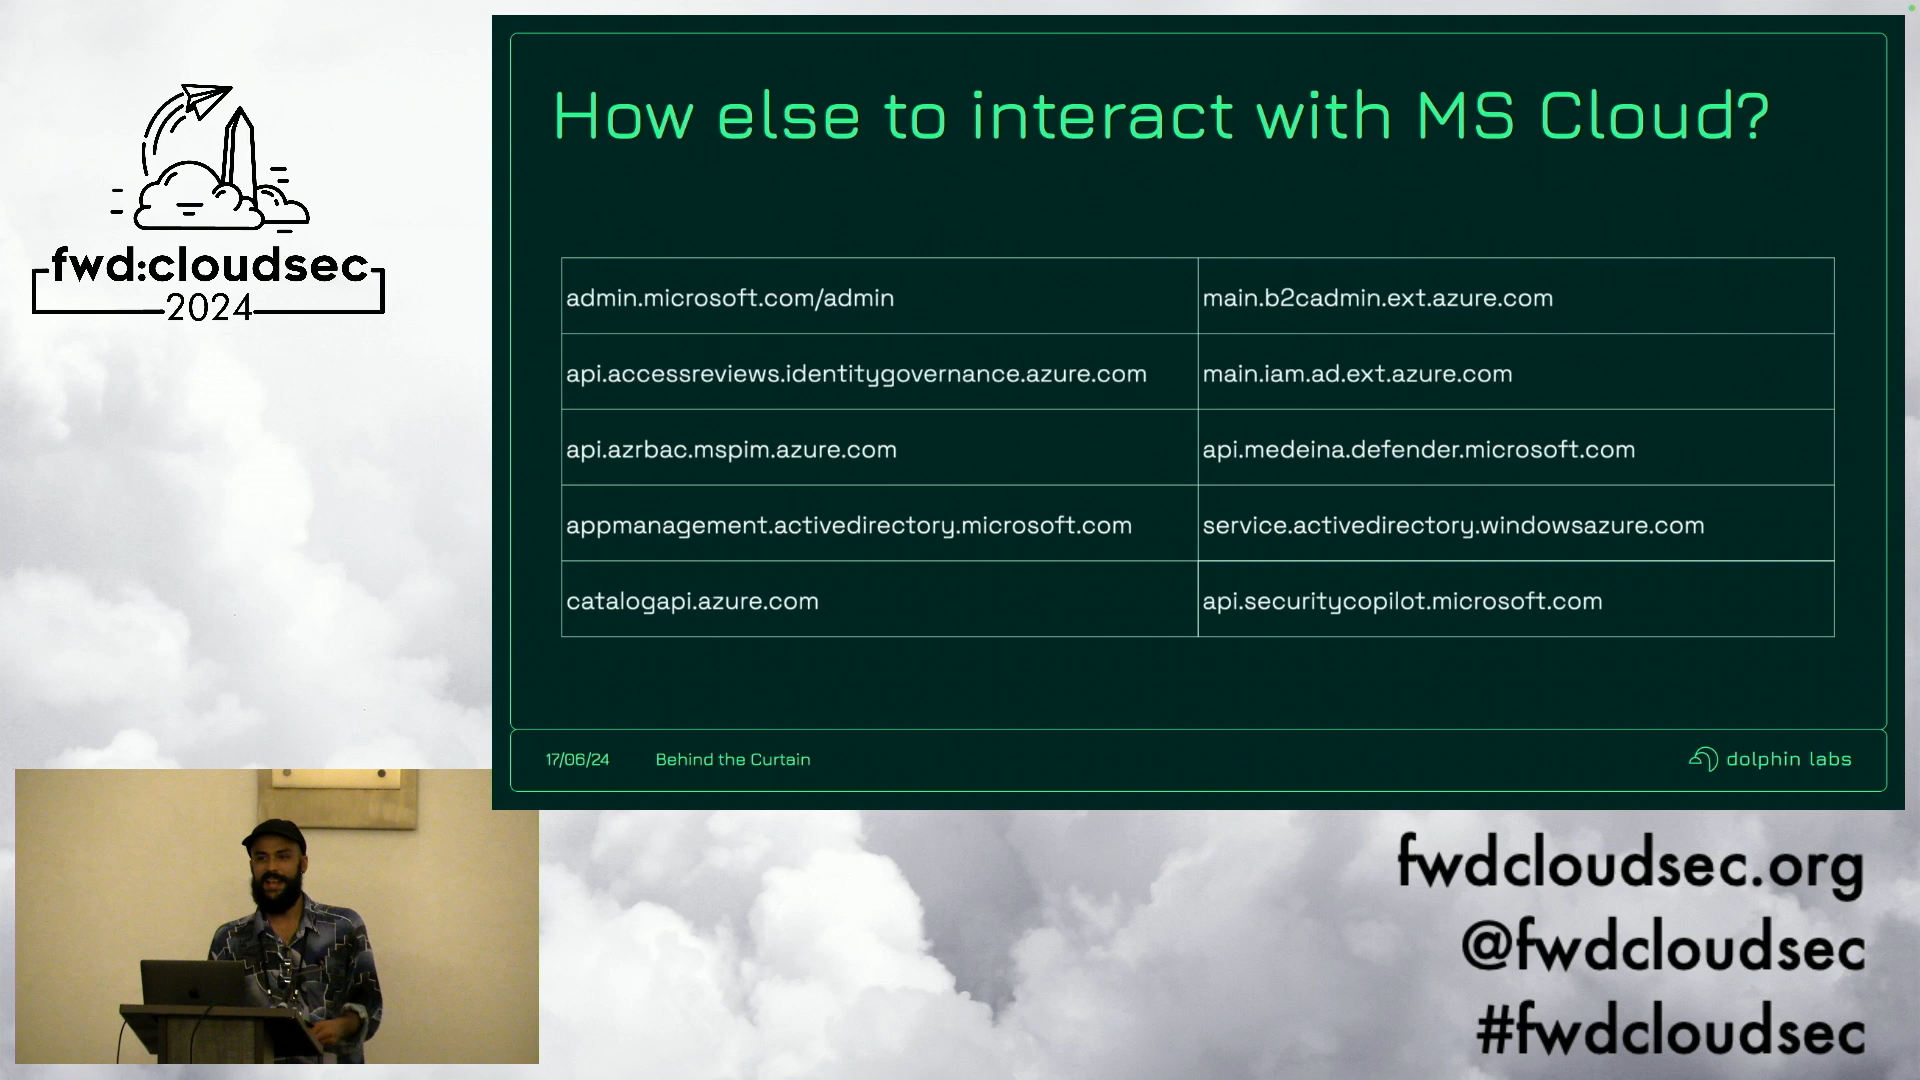 fwd:cloudsec
2024
How else to interact with MS Cloud?
admin.microsoft.com/admin
main.b2cadmin.ext.azure.com
api.accessreviews.identitygovernance.azure.com
main.iam.ad.ext.azure.com
api.azrbac.mspim.azure.com
api.medeina.defender.microsoft.com
appmanagement.activedirectory.microsoft.com
service.activedirectory.windowsazure.com
catalogapi.azure.com
api.securitycopilot.microsoft.com
17/06/24
Behind the Curtain
dolphin labs
fwdcloudsec.org
@fwdcloudsec
#fwdcloudsec